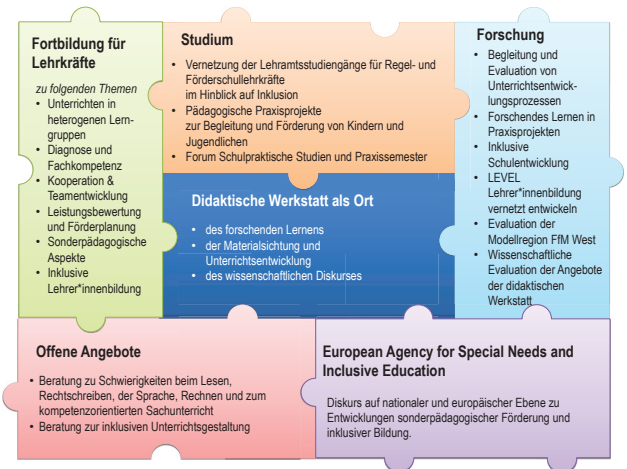 Fortbildung für
Lehrkräfte
zu folgenden Themen
• Unterrichten in
heterogenen Lern-
gruppen
• Diagnose und
Fachkompetenz
• Kooperation &
Teamentwicklung
• Leistungsbewertung
und Förderplanung
• Sonderpädagogische
Aspekte
• Inklusive
Lehrer*innenbildung
Studium
• Vernetzung der Lehramtsstudiengänge für Regel- und
Förderschullehrkräfte
im Hinblick auf Inklusion
• Pädagogische Praxisprojekte
zur Begleitung und Förderung von Kindern und
Jugendlichen
• Forum Schulpraktische Studien und Praxissemester
Forschung
• Begleitung und
Evaluation von
Unterrichtsentwick-
lungsprozessen
• Forschendes Lernen in
Praxisprojekten
• Inklusive
Schulentwicklung
• LEVEL
Lehrer*innenbildung
vernetzt entwickeln
• Evaluation der
Modellregion FfM West
• Wissenschaftliche
Evaluation der Angebote
der didaktischen
Werkstatt
Didaktische Werkstatt als Ort
• des forschenden Lernens
• der Materialsichtung und
Unterrichtsentwicklung
• des wissenschaftlichen Diskurses
Offene Angebote
• Beratung zu Schwierigkeiten beim Lesen,
Rechtschreiben, der Sprache, Rechnen und zum
kompetenzorientierten Sachunterricht
• Beratung zur inklusiven Unterrichtsgestaltung
European Agency for Special Needs and
Inclusive Education
Diskurs auf nationaler und europäischer Ebene zu
Entwicklungen sonderpädagogischer Förderung und
inklusiver Bildung.